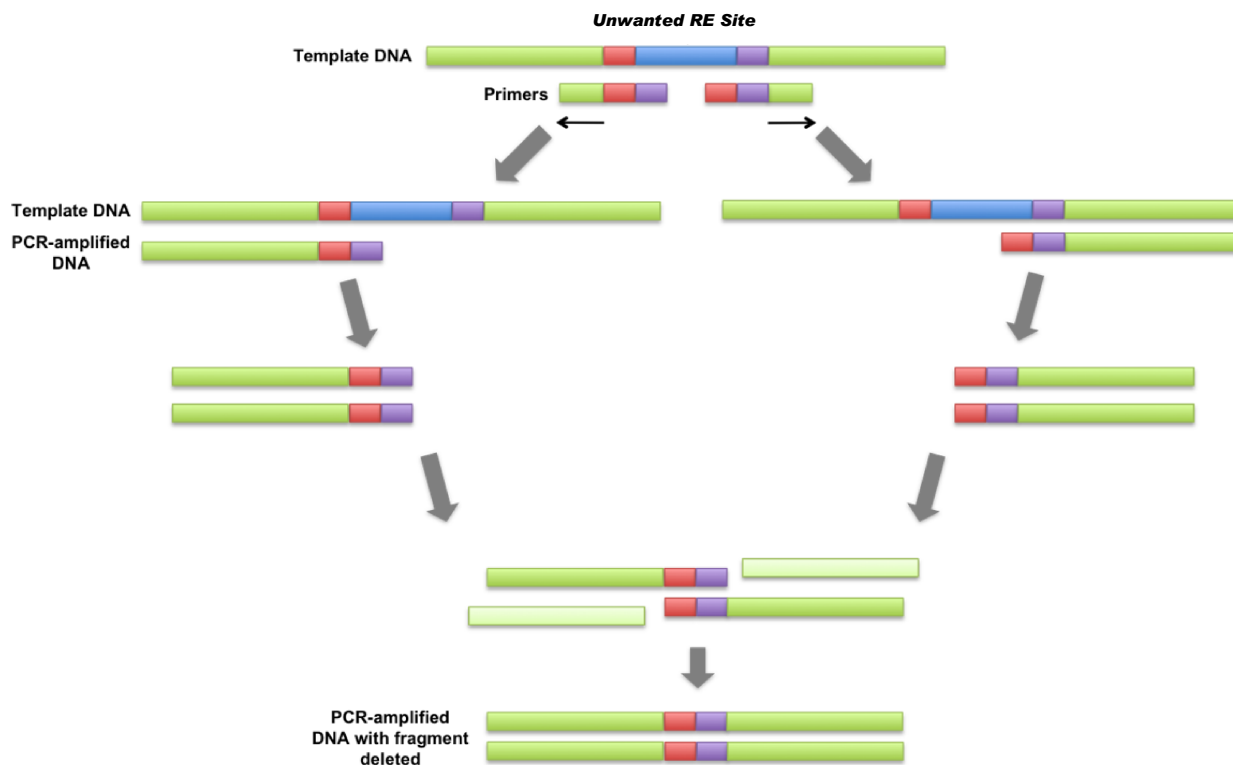 Unwanted RE Site
Template DNA
Primers
Template DNA
PCR-amplified
DNA
PCR-amplified
DNA with fragment
deleted